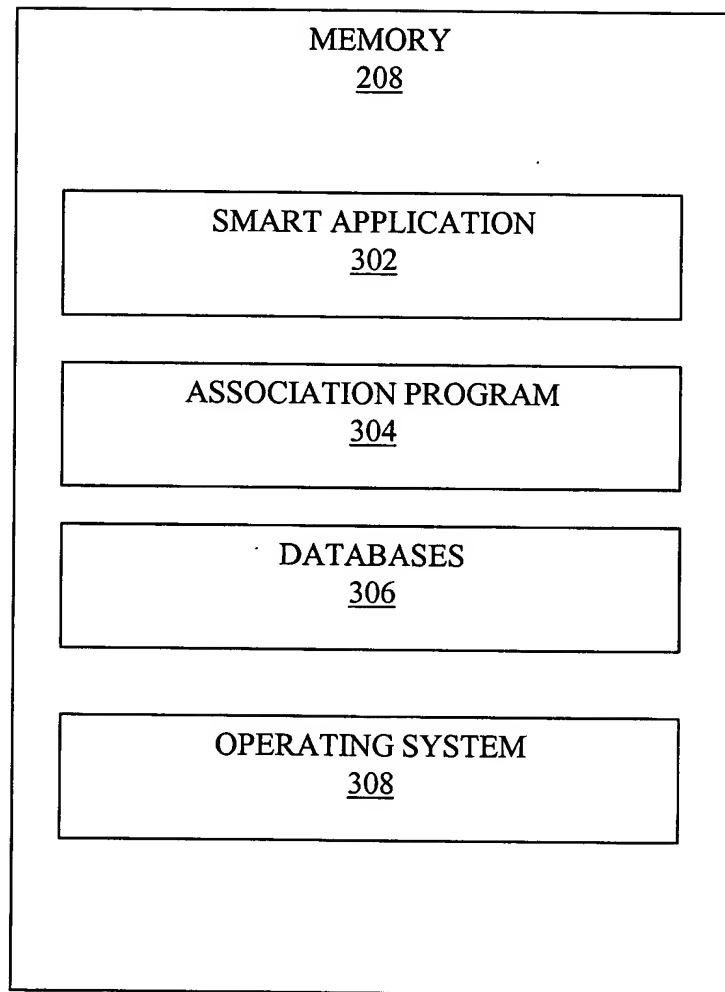 MEMORY
208
SMART APPLICATION
302
ASSOCIATION PROGRAM
304
DATABASES
306
OPERATING SYSTEM
308